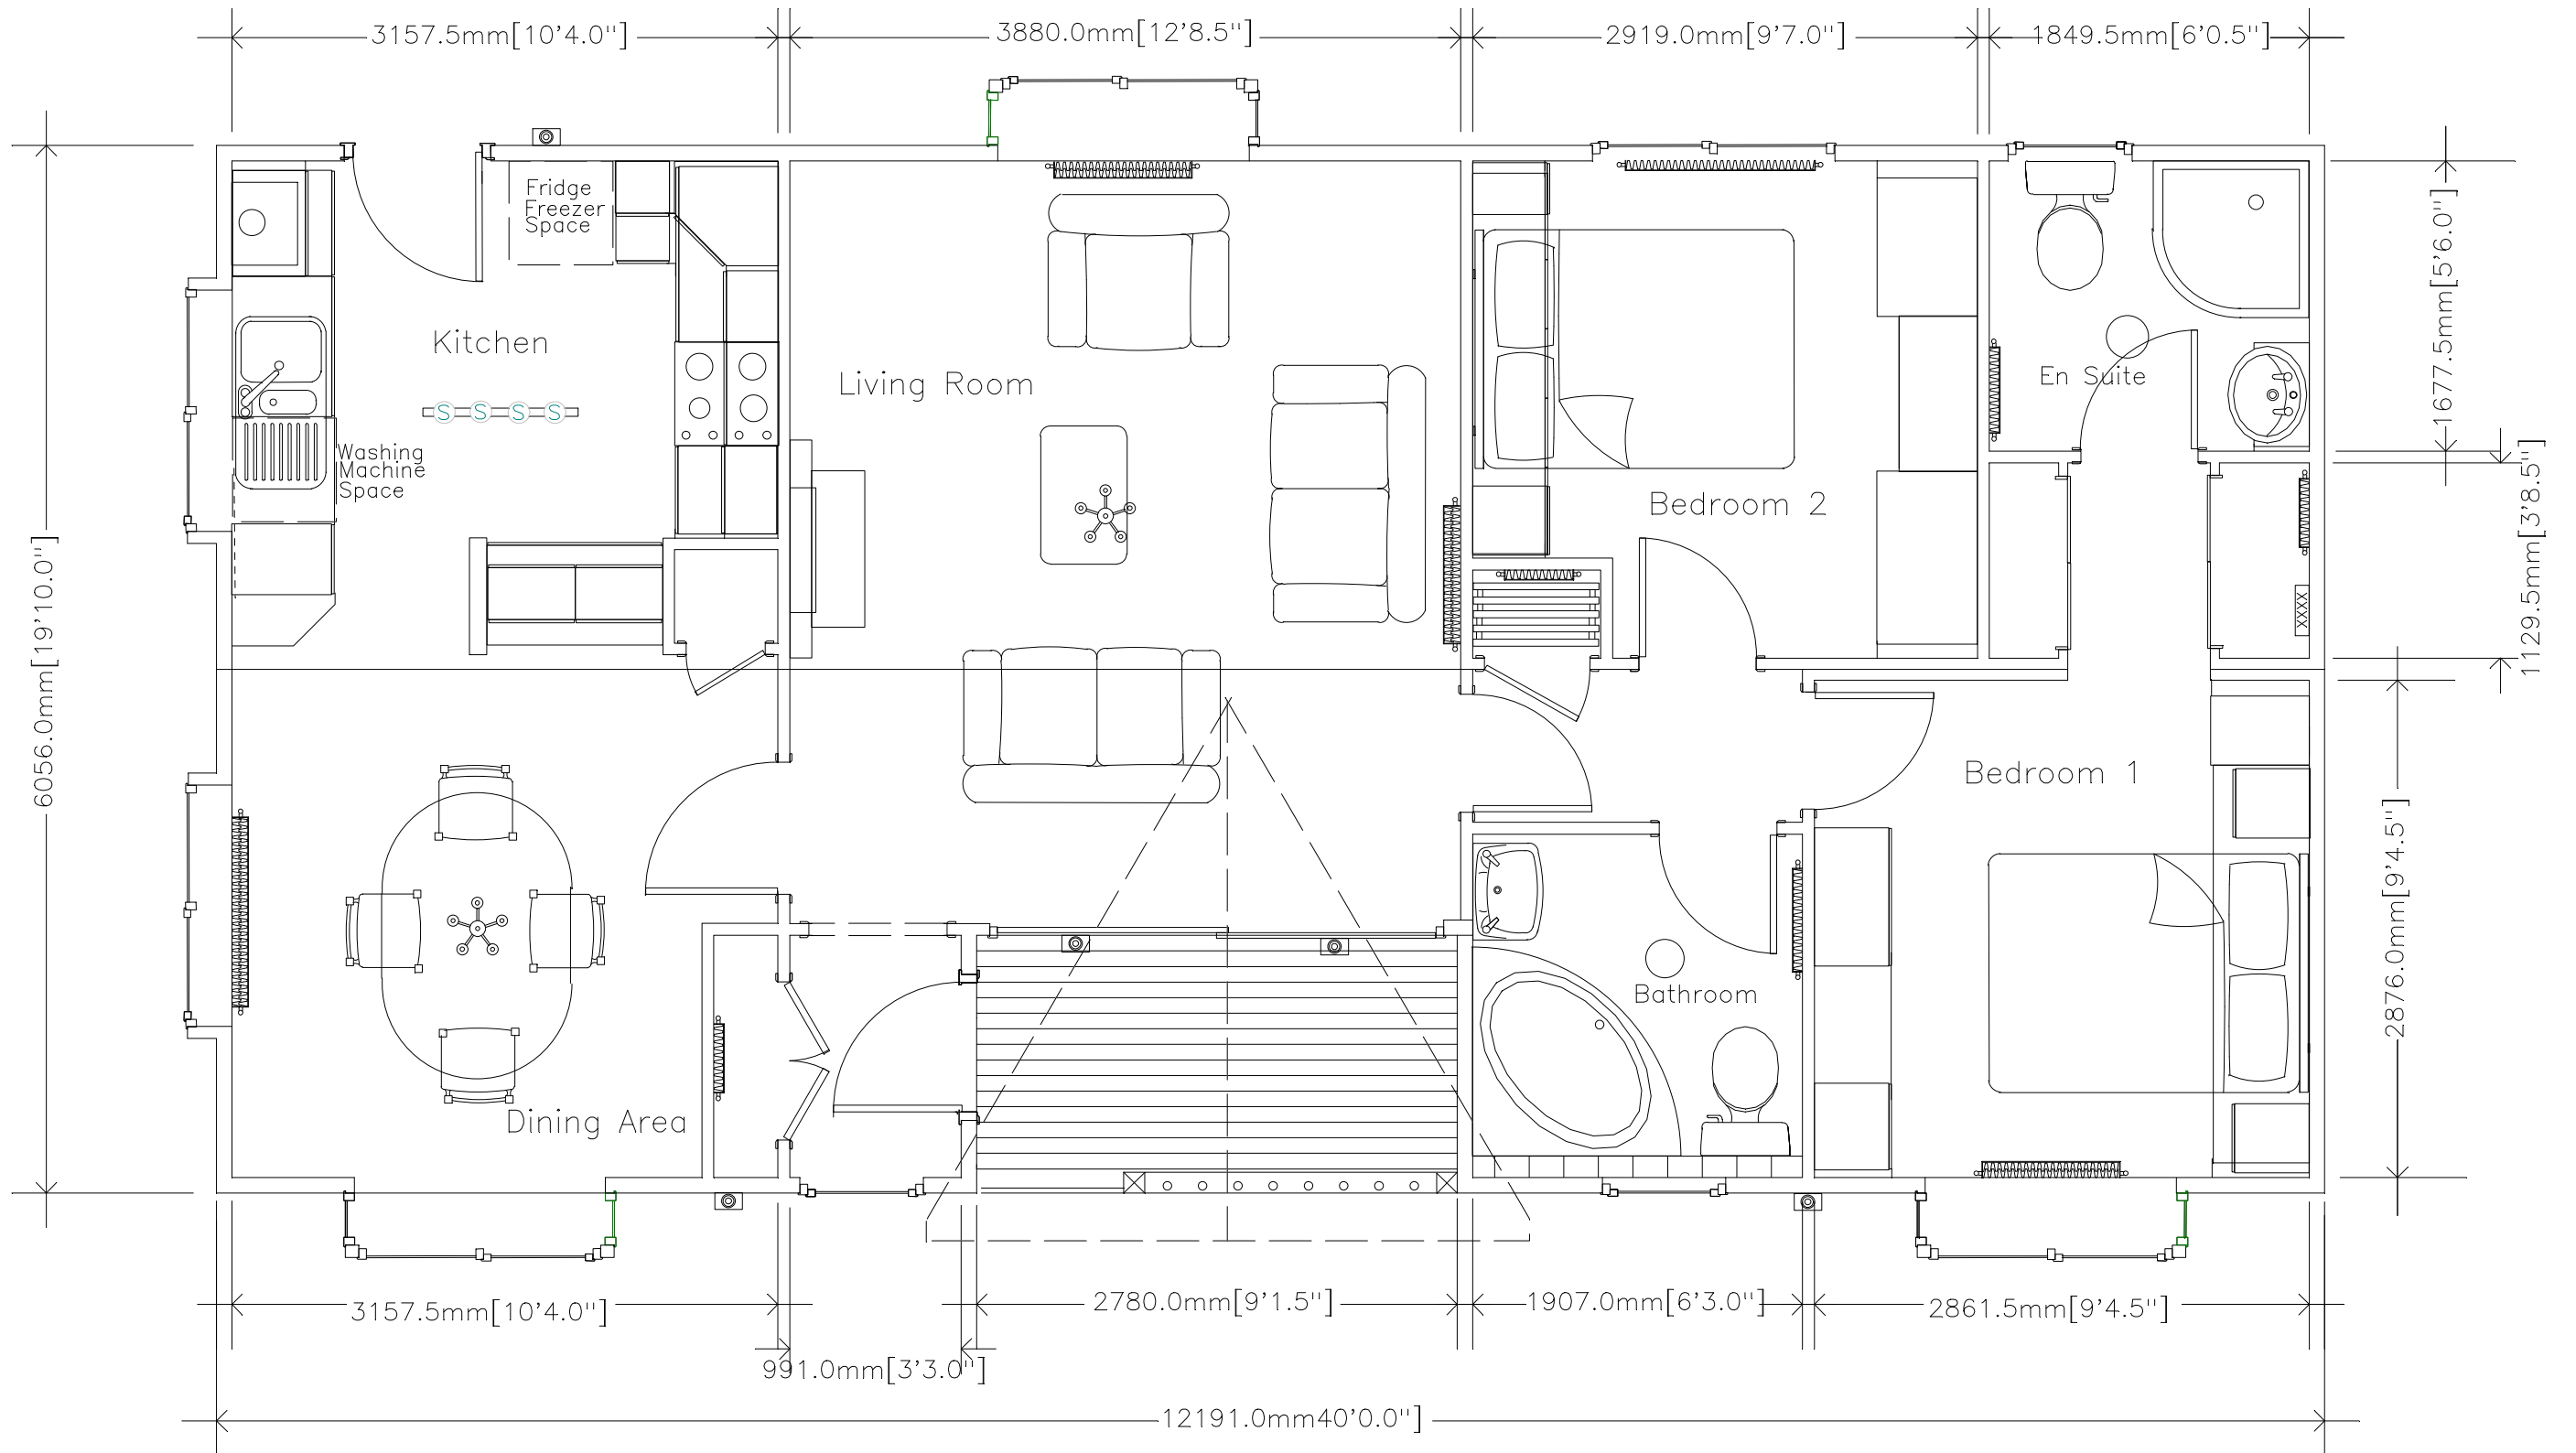 3157.5mm[10'4.0"]
3880.0mm[12'8.5"]
2919.0mm[9'7.0"]
1849.5mm[6'0.5"]
Fridge
Freezer
Space
Kitchen
Living Room
S S S S
Washing
Machine
Space
En Suite
Bedroom 2
1677.5mm[5'6.0"]
1129.5mm[3'8.5"]
XXXX
6056.0mm[19'10.0"]
Bedroom 1
2876.0mm[9'4.5"]
Bathroom
Dining Area
3157.5mm[10'4.0"]
2780.0mm[9'1.5"]
1907.0mm[6'3.0"]
2861.5mm[9'4.5"]
991.0mm[3'3.0"]
12191.0mm40'0.0"]